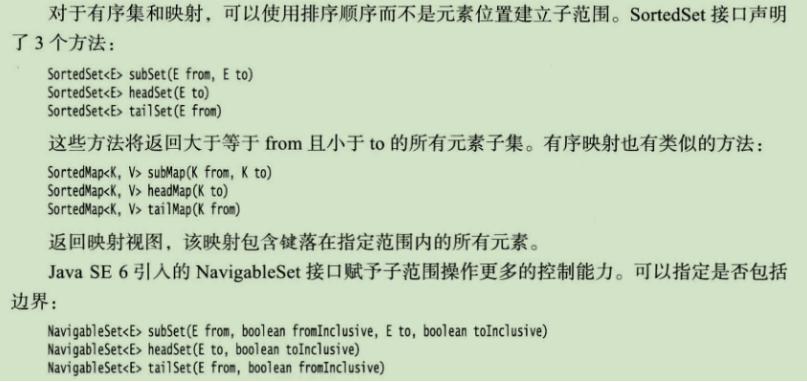 对于有序集和映射，可以使用排序顺序而不是元素位置建立子范围。SortedSet 接口声明
了 3 个方法：
SortedSet<E> subSet(E from, E to)
SortedSet<E> headSet(E to)
SortedSet<E> tailSet(E from)
这些方法将返回大于等于 from 且小于 to 的所有元素子集。有序映射也有类似的方法：
SortedMap<K, V> subMap(K from, K to)
SortedMap<K, V> headMap(K to)
SortedMap<K, V> tailMap(K from)
返回映射视图，该映射包含键落在指定范围内的所有元素。
Java SE 6 引入的 NavigableSet 接口赋予子范围操作更多的控制能力。可以指定是否包括
边界：
NavigableSet<E> subSet(E from, boolean fromInclusive, E to, boolean toInclusive)
NavigableSet<E> headSet(E to, boolean toInclusive)
NavigableSet<E> tailSet(E from, boolean fromInclusive)